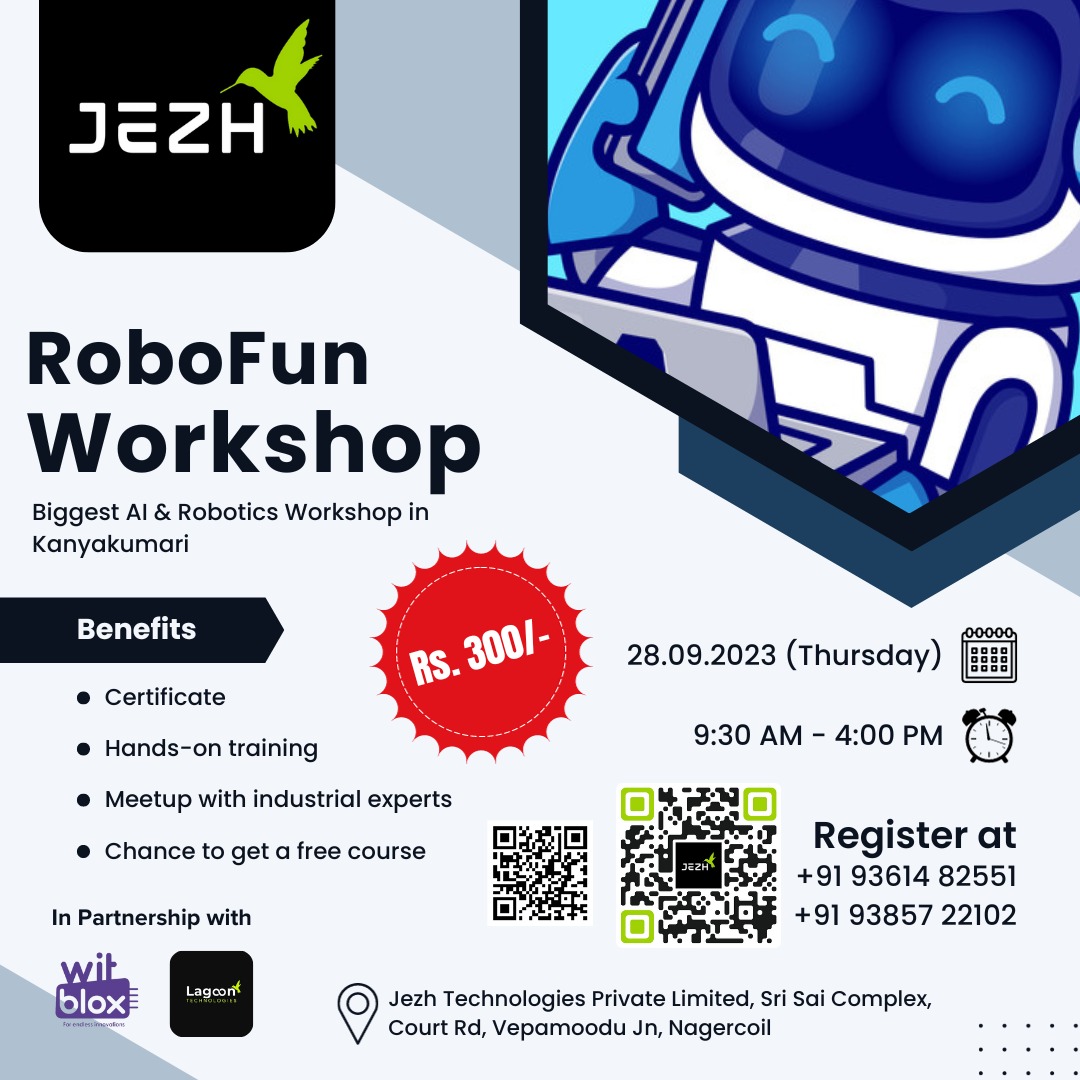 JEZH
RoboFun
Workshop
Biggest AI & Robotics Workshop in
Kanyakumari
Rs. 300/-
Benefits
Certificate
Hands-on training
Meetup with industrial experts
Chance to get a free course
28.09.2023 (Thursday)
9:30 AM - 4:00 PM
JEZH
Register at
+91 93614 82551
+91 93857 22102
In Partnership with
wit
blox
For endless innovations
Lagoon
TECHNOLOGIES
Jezh Technologies Private Limited, Sri Sai Complex,
Court Rd, Vepamoodu Jn, Nagercoil